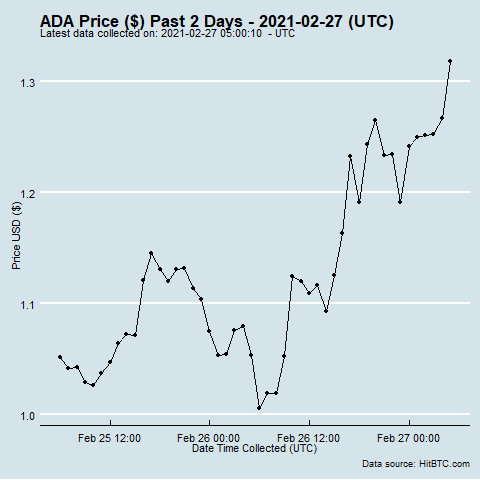 ADA Price ($) Past 2 Days - 2021-02-27 (UTC)
Latest data collected on: 2021-02-27 05:00:10  - UTC
1.3
1.2
1.1
1.0
Price USD ($)
Feb 25 12:00 Feb 26 00:00 Feb 26 12:00 Feb 27 00:00
Date Time Collected (UTC)
Data source: HitBTC.com